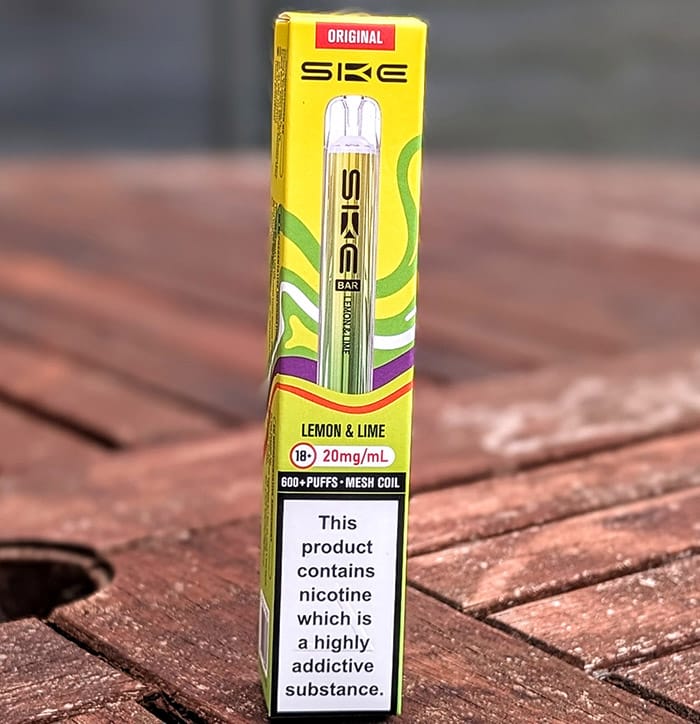 ORIGINAL
SKE
SKE
BAR
LEMON & LIME
LEMON & LIME
18+ 20mg/mL
600+PUFFS • MESH COIL
This
product
contains
nicotine
which is
a highly
addictive
substance.